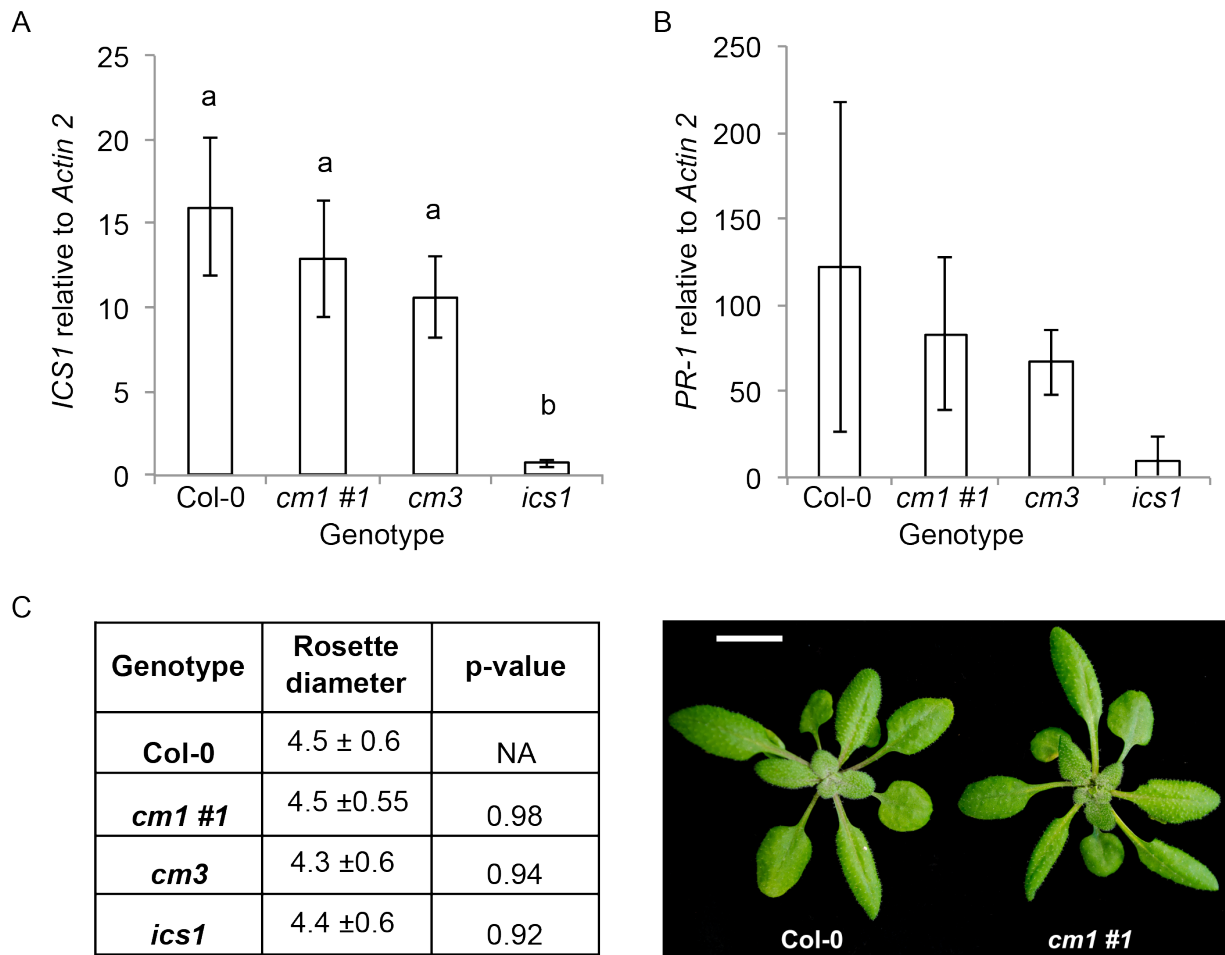 A
25
20
15
10
5
0
ICS1 relative to Actin 2
a
a
a
b
Col-0 cm1 #1 cm3 ics1
Genotype
B
250
200
150
100
50
0
PR-1 relative to Actin 2
Col-0 cm1 #1 cm3 ics1
Genotype
C
Genotype Rosette diameter p-value
Col-0 4.5 ± 0.6 NA
cm1 #1 4.5 ±0.55 0.98
cm3 4.3 ±0.6 0.94
ics1 4.4 ±0.6 0.92
Col-0 cm1 #1